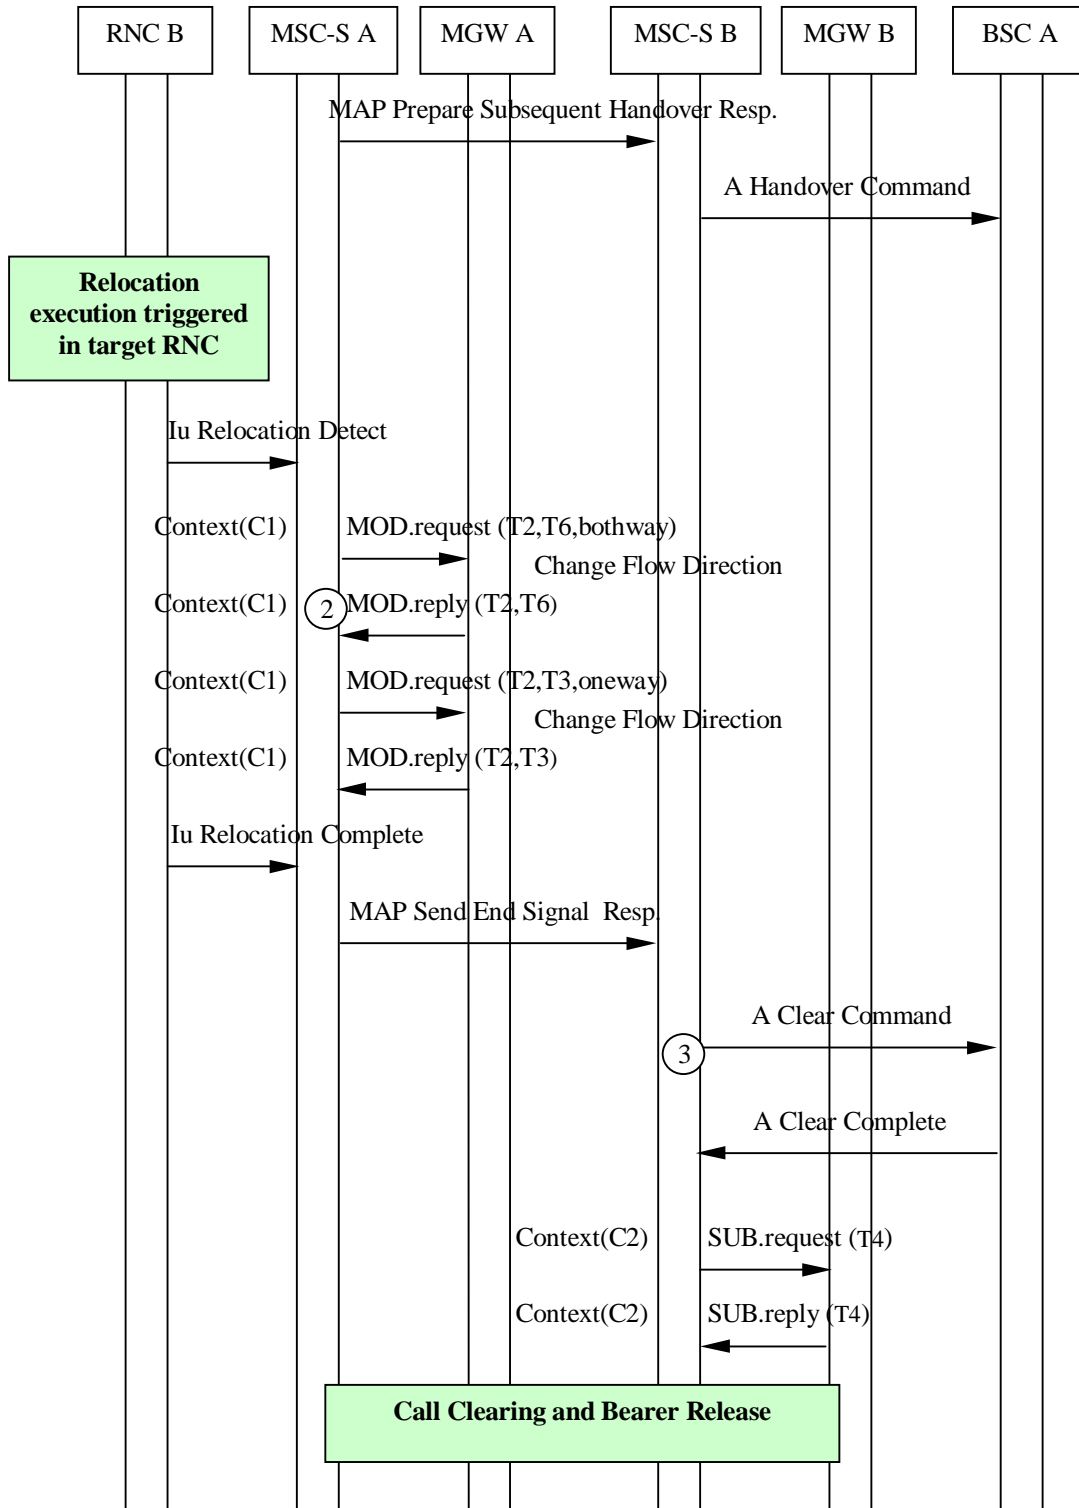 RNC B
MSC-S A
MGW A
MSC-S B
MGW B
BSC A
MAP Prepare Subsequent Handover Resp.
A Handover Command
Relocation
execution triggered
in target RNC
Iu Relocation Detect
Context(C1)
MOD.request (T2,T6,bothway)
Change Flow Direction
Context(C1)
2
MOD.reply (T2,T6)
Context(C1)
MOD.request (T2,T3,oneway)
Change Flow Direction
Context(C1)
MOD.reply (T2,T3)
Iu Relocation Complete
MAP Send End Signal Resp.
A Clear Command
3
A Clear Complete
Context(C2)
SUB.request (T4)
Context(C2)
SUB.reply (T4)
Call Clearing and Bearer Release